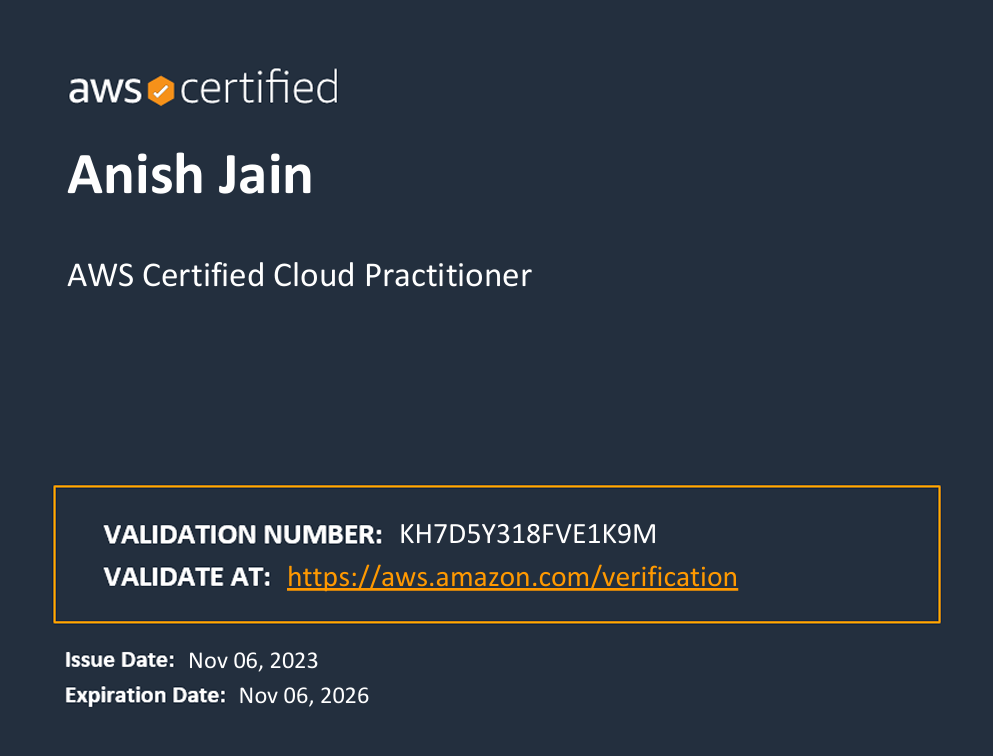 aws certified
Anish Jain
AWS Certified Cloud Practitioner
VALIDATION NUMBER: KH7D5Y318FVE1K9M
VALIDATE AT: https://aws.amazon.com/verification
Issue Date: Nov 06, 2023
Expiration Date: Nov 06, 2026